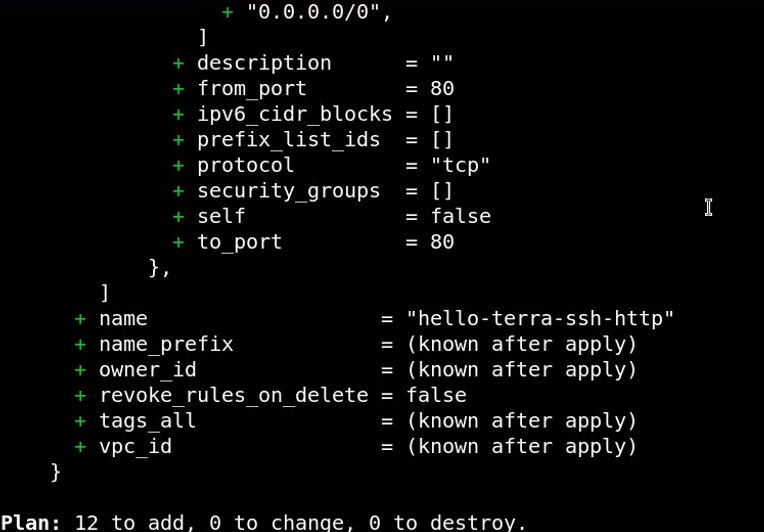 + "0.0.0.0/0",
]
+ description      = ""
+ from_port        = 80
+ ipv6_cidr_blocks = []
+ prefix_list_ids  = []
+ protocol         = "tcp"
+ security_groups  = []
+ self             = false
+ to_port          = 80
},
]
+ name                   = "hello-terra-ssh-http"
+ name_prefix            = (known after apply)
+ owner_id               = (known after apply)
+ revoke_rules_on_delete = false
+ tags_all               = (known after apply)
+ vpc_id                 = (known after apply)
}
Plan: 12 to add, 0 to change, 0 to destroy.